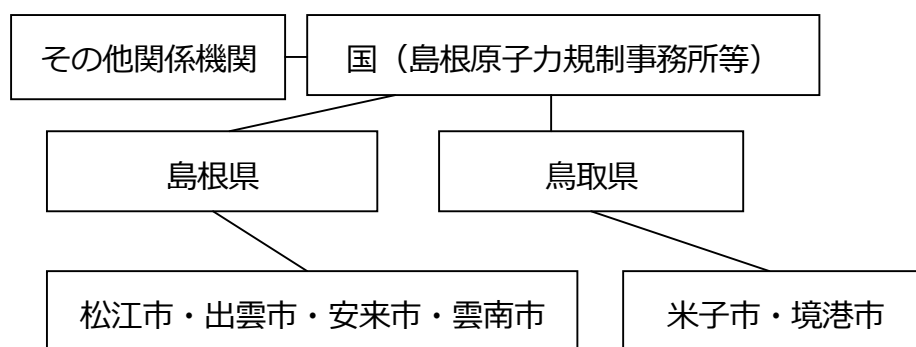 その他関係機関
国（島根原子力規制事務所等）
島根県
鳥取県
松江市・出雲市・安来市・雲南市
米子市・境港市